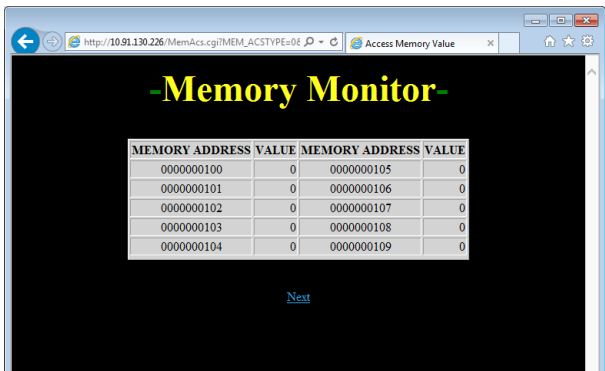 http://10.91.130.226/MemAcs.cgi?MEM_ACSTYPE=08
Access Memory Value
-Memory Monitor-
MEMORY ADDRESS VALUE MEMORY ADDRESS VALUE
0000000100 0 0000000105 0
0000000101 0 0000000106 0
0000000102 0 0000000107 0
0000000103 0 0000000108 0
0000000104 0 0000000109 0
Next